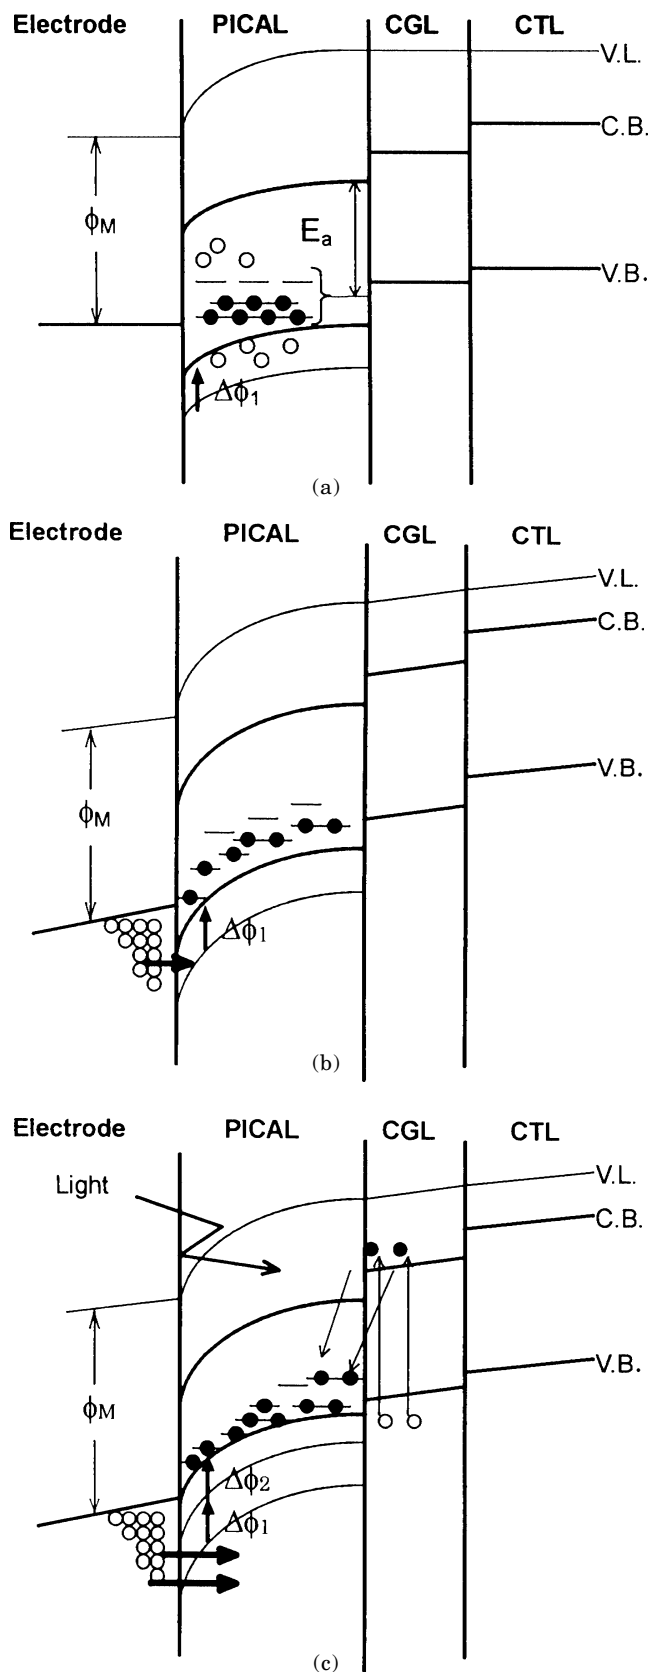 Electrode PICAL CGL CTL
V.L.
C.B.
ϕM
Ea
V.B.
Δϕ1
(a)
Electrode PICAL CGL CTL
V.L.
C.B.
V.B.
ϕM
Δϕ1
(b)
Electrode PICAL CGL CTL
V.L.
Light
C.B.
V.B.
ϕM
Δϕ2
Δϕ1
(c)